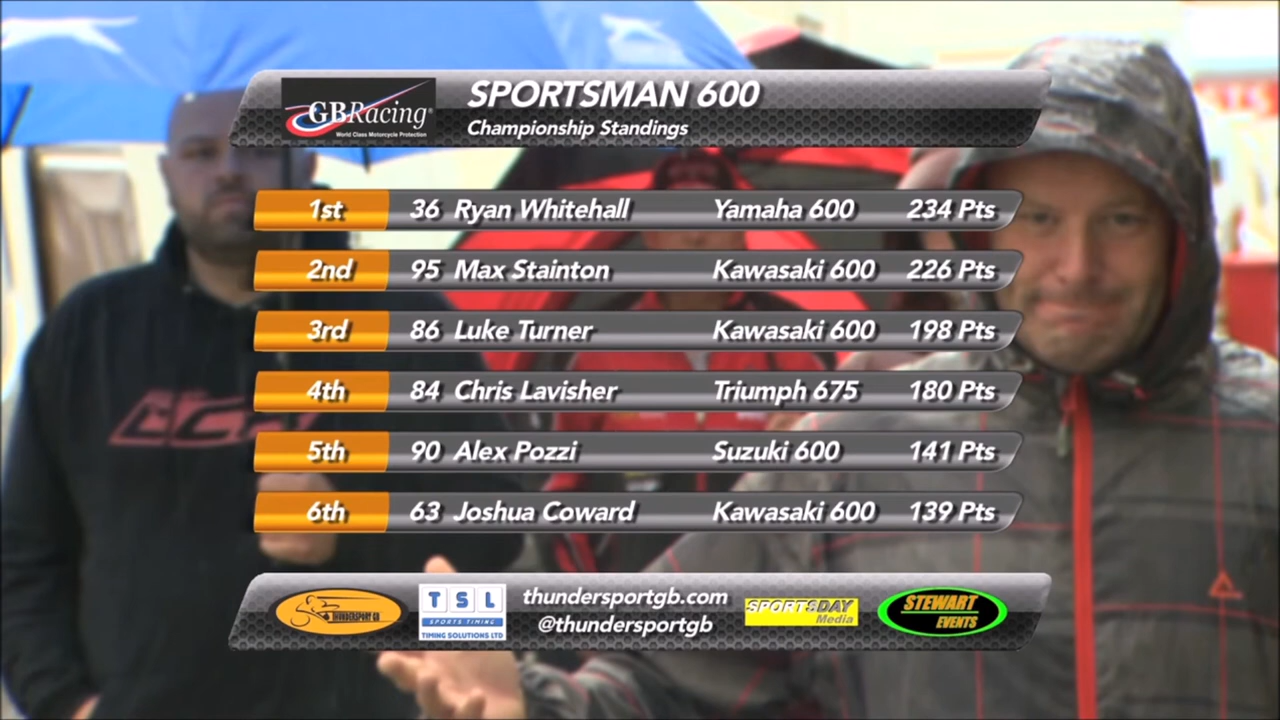 GBRacing®
World Class Motorcycle Protection
SPORTSMAN 600
Championship Standings
1st 36 Ryan Whitehall Yamaha 600 234 Pts
2nd 95 Max Stainton Kawasaki 600 226 Pts
3rd 86 Luke Turner Kawasaki 600 198 Pts
4th 84 Chris Lavisher Triumph 675 180 Pts
5th 90 Alex Pozzi Suzuki 600 141 Pts
6th 63 Joshua Coward Kawasaki 600 139 Pts
THUNDERSPORT GB
TSL
SPORTS TIMING
TIMING SOLUTIONS LTD
thundersportgb.com
@thundersportgb
SPORTSDAY
Media
STEWART
EVENTS